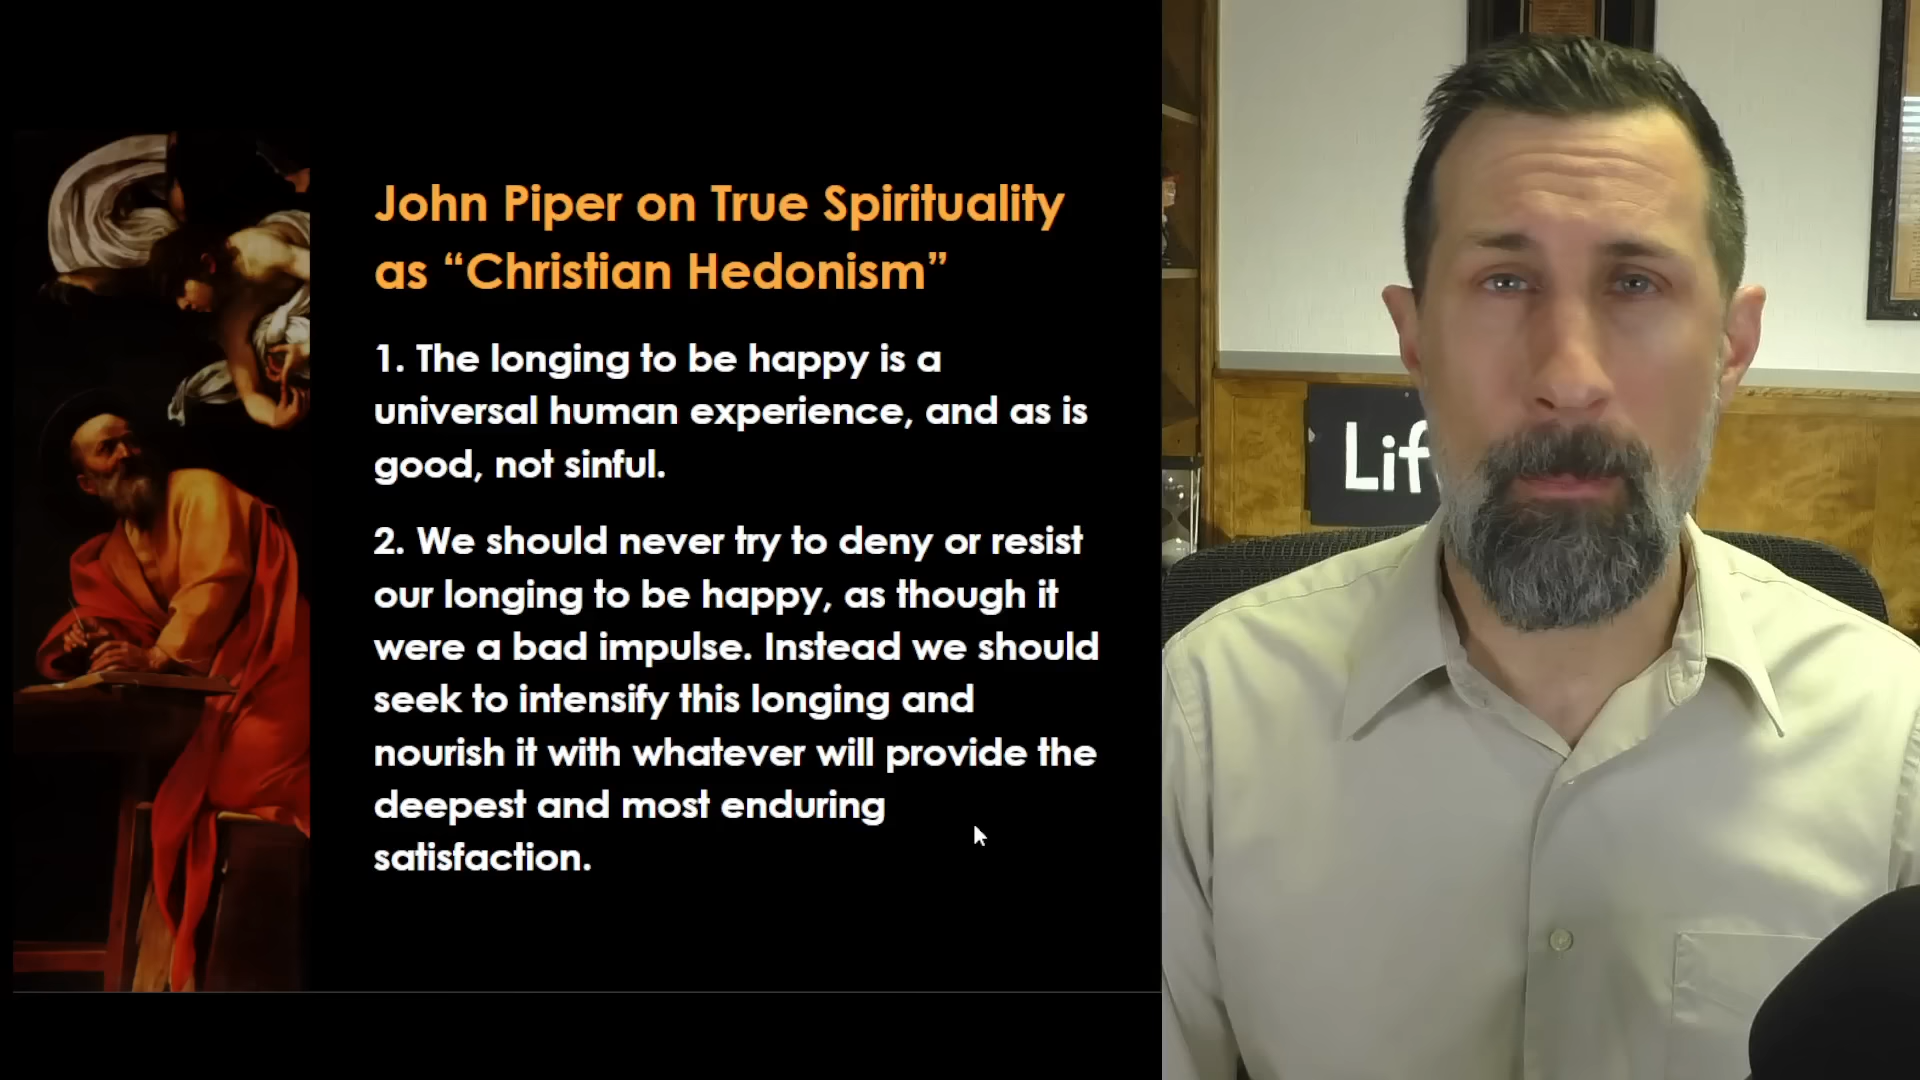 John Piper on True Spirituality
as “Christian Hedonism”
1. The longing to be happy is a
universal human experience, and as is
good, not sinful.
2. We should never try to deny or resist
our longing to be happy, as though it
were a bad impulse. Instead we should
seek to intensify this longing and
nourish it with whatever will provide the
deepest and most enduring
satisfaction.
Lif